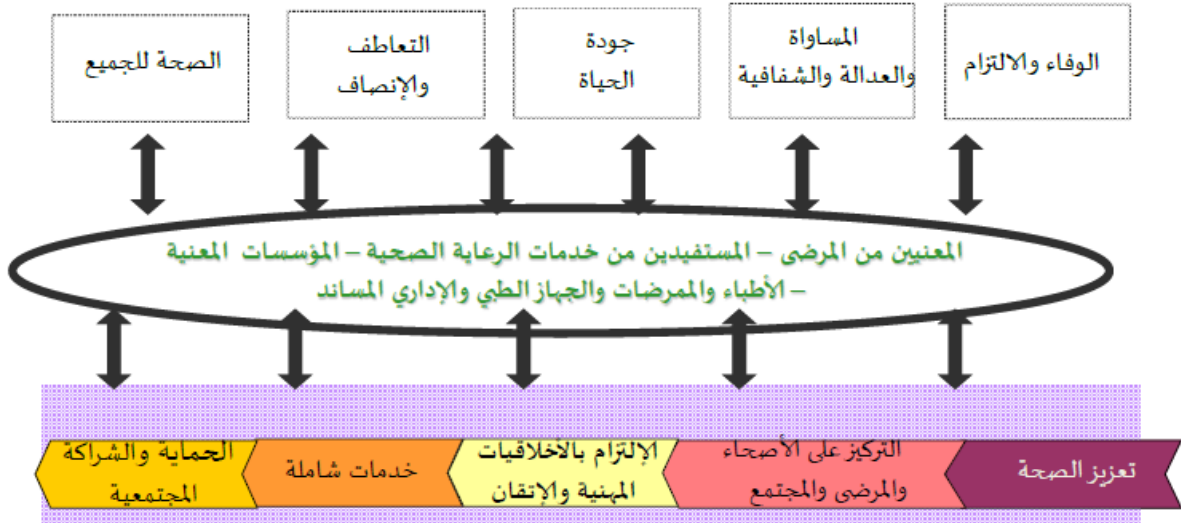 الوفاء والالتزام
المساواة
والعدالة والشفافية
جودة
الحياة
التعاطف
والإنصاف
الصحة للجميع
المعنيين من المرضى – المستفيدين من خدمات الرعاية الصحية – المؤسسات المعنية
– الأطباء والممرضات والجهاز الطبي والإداري المساند
تعزيز الصحة
التركيز على الأصحاء
والمرضى والمجتمع
الإلتزام بالأخلاقيات
المهنية والإتقان
خدمات شاملة
الحماية والشراكة
المجتمعية